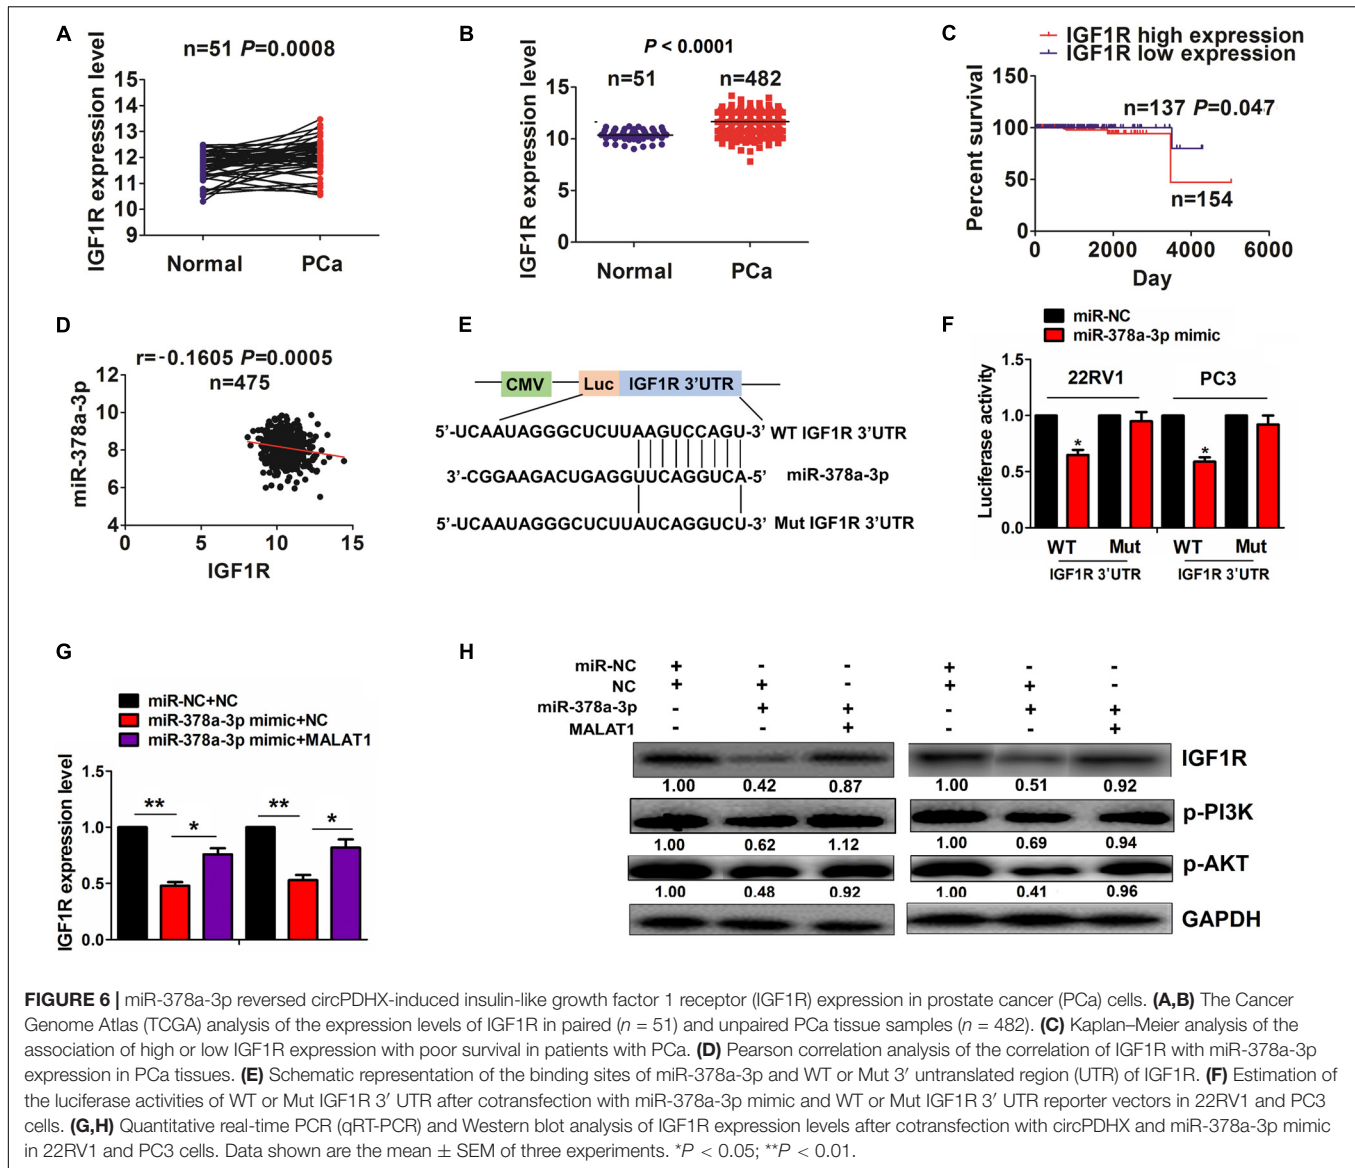 A
n=51 P=0.0008
IGF1R expression level
15
14
13
12
11
10
9
Normal PCa
B
P < 0.0001
n=51 n=482
IGF1R expression level
15
10
5
0
Normal PCa
C
IGF1R high expression
IGF1R low expression
Percent survival
150
100
50
0
n=137 P=0.047
n=154
0 2000 4000 6000
Day
D
r=-0.1605 P=0.0005
n=475
miR-378a-3p
10
8
6
4
0 5 10 15
IGF1R
E
CMV Luc IGF1R 3'UTR
5'-UCAAUAGGGCUCUUAAGUCCAGU-3' WT IGF1R 3'UTR
3'-CGGAAGACUGAGGUUCAGGUCA-5' miR-378a-3p
5'-UCAAUAGGGCUCUUAUCAGGUCU-3' Mut IGF1R 3'UTR
F
miR-NC
miR-378a-3p mimic
Luciferase activity
1.5
1.0
0.5
0.0
22RV1 PC3
* *
WT Mut WT Mut
IGF1R 3'UTR IGF1R 3'UTR
G
miR-NC+NC
miR-378a-3p mimic+NC
miR-378a-3p mimic+MALAT1
IGF1R expression level
1.5
1.0
0.5
0.0
** * ** *
H
miR-NC + - - + - -
NC + + - + + -
miR-378a-3p - + + - + +
MALAT1 - - + - - +
IGF1R
1.00 0.42 0.87 1.00 0.51 0.92
p-PI3K
1.00 0.62 1.12 1.00 0.69 0.94
p-AKT
1.00 0.48 0.92 1.00 0.41 0.96
GAPDH
FIGURE 6 | miR-378a-3p reversed circPDHX-induced insulin-like growth factor 1 receptor (IGF1R) expression in prostate cancer (PCa) cells. (A,B) The Cancer
Genome Atlas (TCGA) analysis of the expression levels of IGF1R in paired (n = 51) and unpaired PCa tissue samples (n = 482). (C) Kaplan–Meier analysis of the
association of high or low IGF1R expression with poor survival in patients with PCa. (D) Pearson correlation analysis of the correlation of IGF1R with miR-378a-3p
expression in PCa tissues. (E) Schematic representation of the binding sites of miR-378a-3p and WT or Mut 3′ untranslated region (UTR) of IGF1R. (F) Estimation of
the luciferase activities of WT or Mut IGF1R 3′ UTR after cotransfection with miR-378a-3p mimic and WT or Mut IGF1R 3′ UTR reporter vectors in 22RV1 and PC3
cells. (G,H) Quantitative real-time PCR (qRT-PCR) and Western blot analysis of IGF1R expression levels after cotransfection with circPDHX and miR-378a-3p mimic
in 22RV1 and PC3 cells. Data shown are the mean ± SEM of three experiments. *P < 0.05; **P < 0.01.